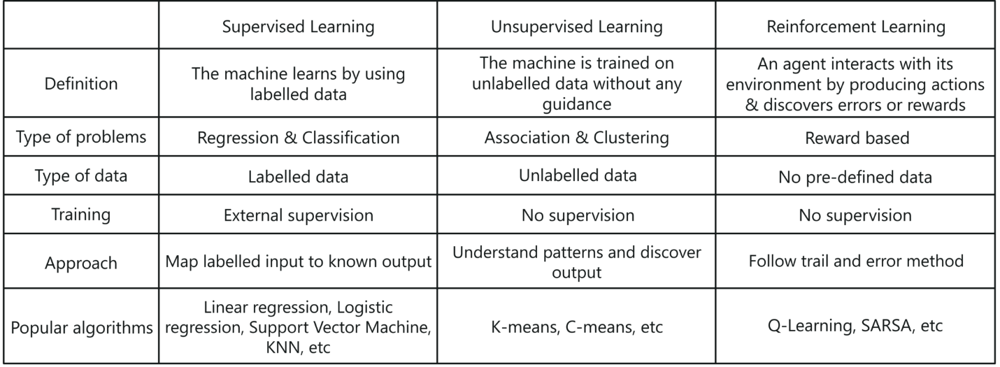 Supervised Learning
Unsupervised Learning
Reinforcement Learning
Definition
The machine learns by using
labelled data
The machine is trained on
unlabelled data without any
guidance
An agent interacts with its
environment by producing actions
& discovers errors or rewards
Type of problems
Regression & Classification
Association & Clustering
Reward based
Type of data
Labelled data
Unlabelled data
No pre-defined data
Training
External supervision
No supervision
No supervision
Approach
Map labelled input to known output
Understand patterns and discover
output
Follow trail and error method
Popular algorithms
Linear regression, Logistic
regression, Support Vector Machine,
KNN, etc
K-means, C-means, etc
Q-Learning, SARSA, etc